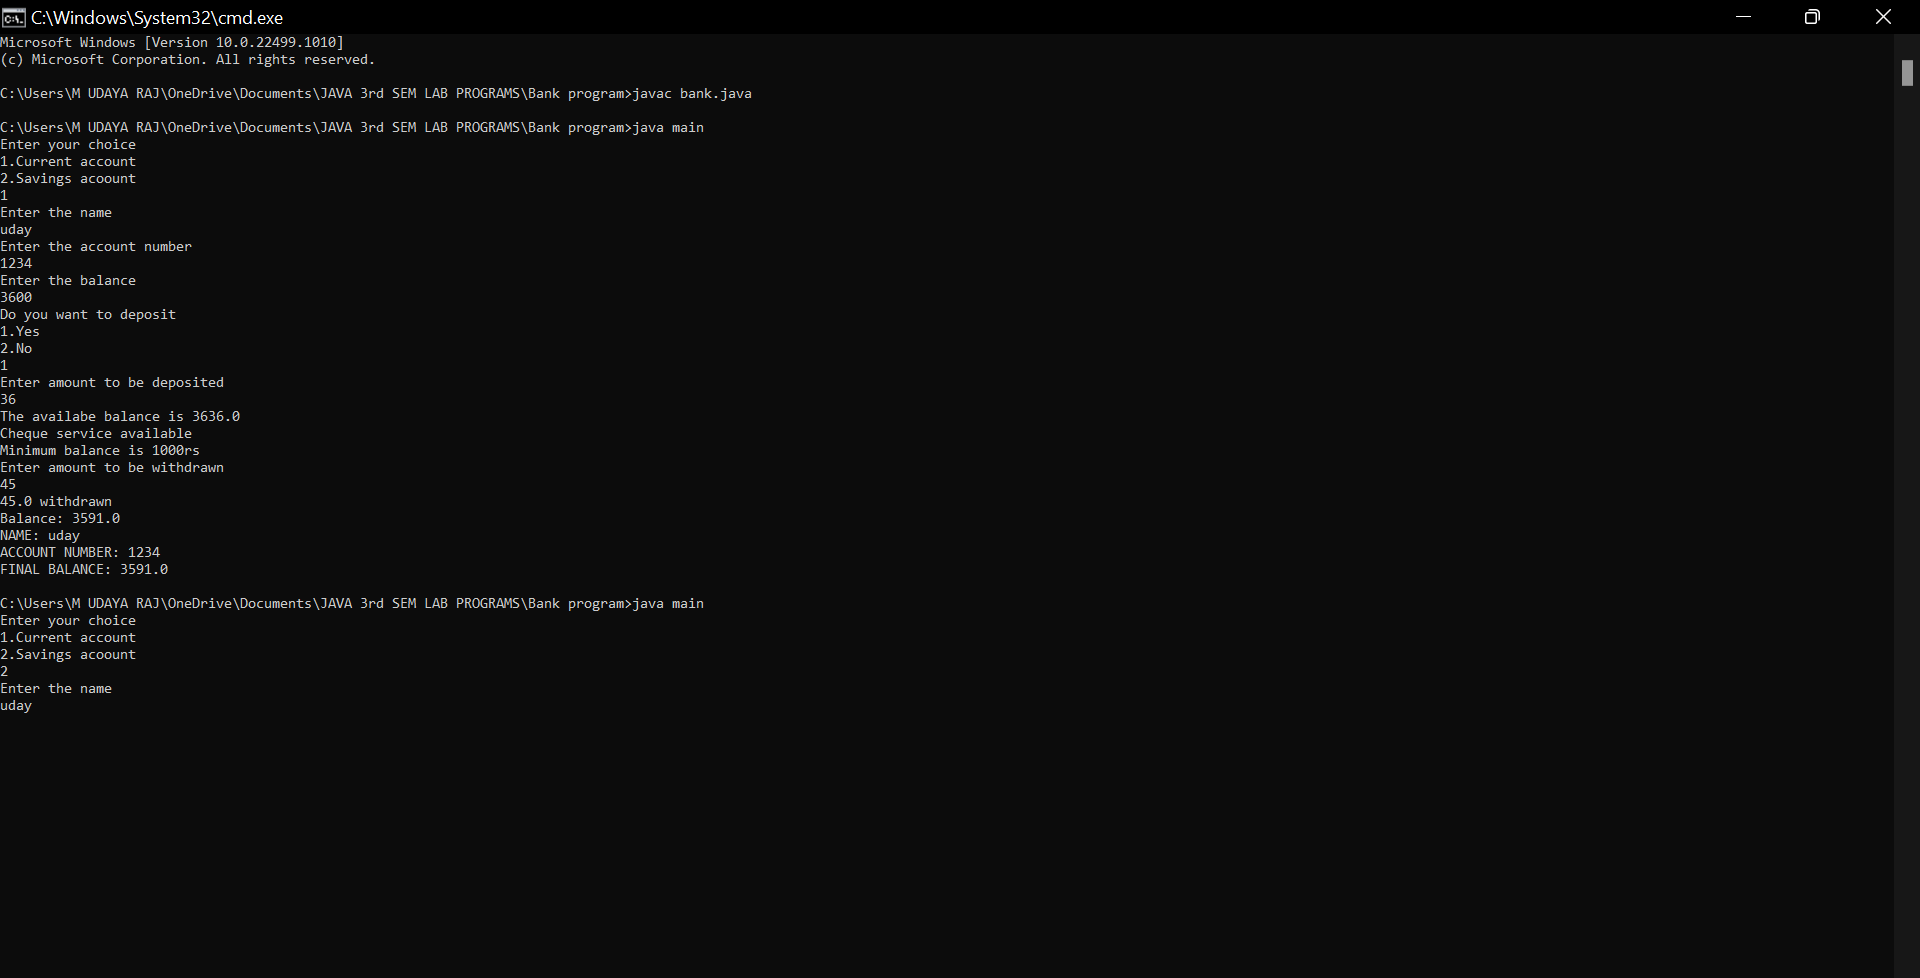 C:\Windows\System32\cmd.exe
Microsoft Windows [Version 10.0.22499.1010]
(c) Microsoft Corporation. All rights reserved.
C:\Users\M UDAYA RAJ\OneDrive\Documents\JAVA 3rd SEM LAB PROGRAMS\Bank program>javac bank.java
C:\Users\M UDAYA RAJ\OneDrive\Documents\JAVA 3rd SEM LAB PROGRAMS\Bank program>java main
Enter your choice
1.Current account
2.Savings acoount
1
Enter the name
uday
Enter the account number
1234
Enter the balance
3600
Do you want to deposit
1.Yes
2.No
1
Enter amount to be deposited
36
The availabe balance is 3636.0
Cheque service available
Minimum balance is 1000rs
Enter amount to be withdrawn
45
45.0 withdrawn
Balance: 3591.0
NAME: uday
ACCOUNT NUMBER: 1234
FINAL BALANCE: 3591.0
C:\Users\M UDAYA RAJ\OneDrive\Documents\JAVA 3rd SEM LAB PROGRAMS\Bank program>java main
Enter your choice
1.Current account
2.Savings acoount
2
Enter the name
uday